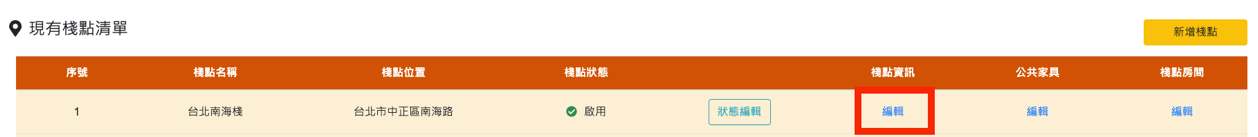 現有棧點清單
新增棧點
序號 棧點名稱 棧點位置 棧點狀態 棧點資訊 公共家具 棧點房間
1 台北南海棧 台北市中正區南海路 啟用 狀態編輯 編輯 編輯 編輯